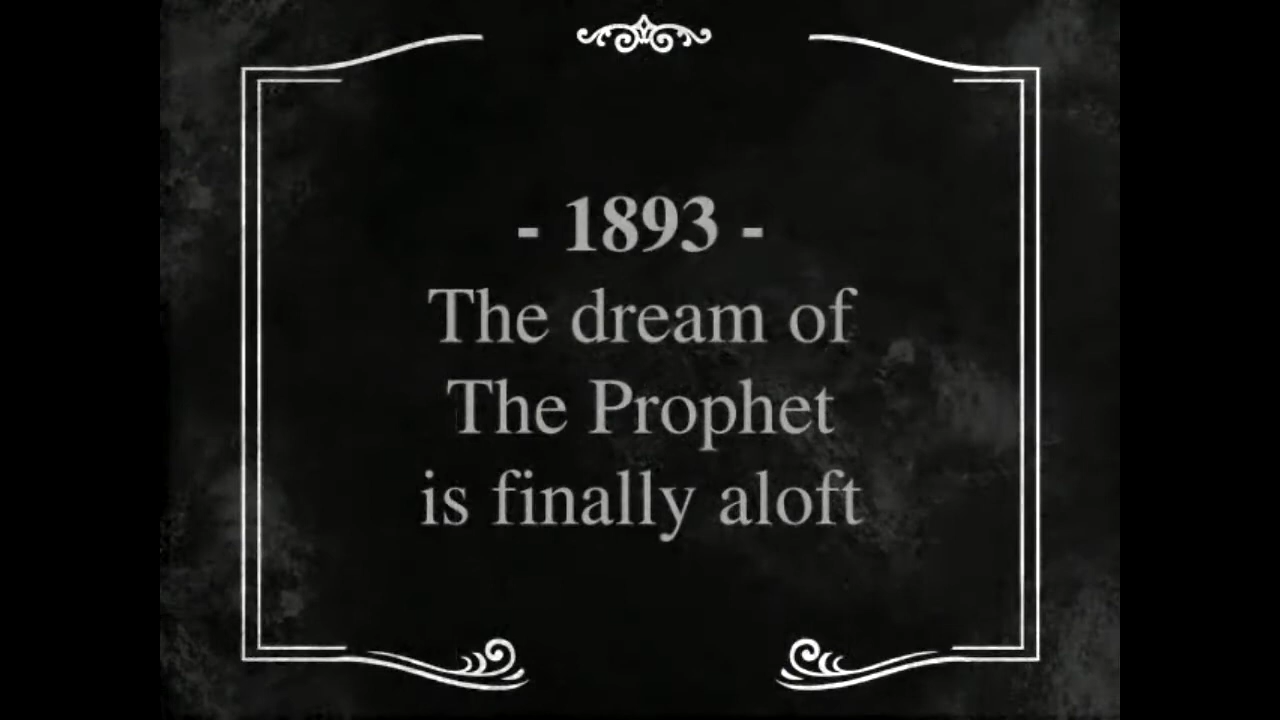 - 1893 -
The dream of
The Prophet
is finally aloft